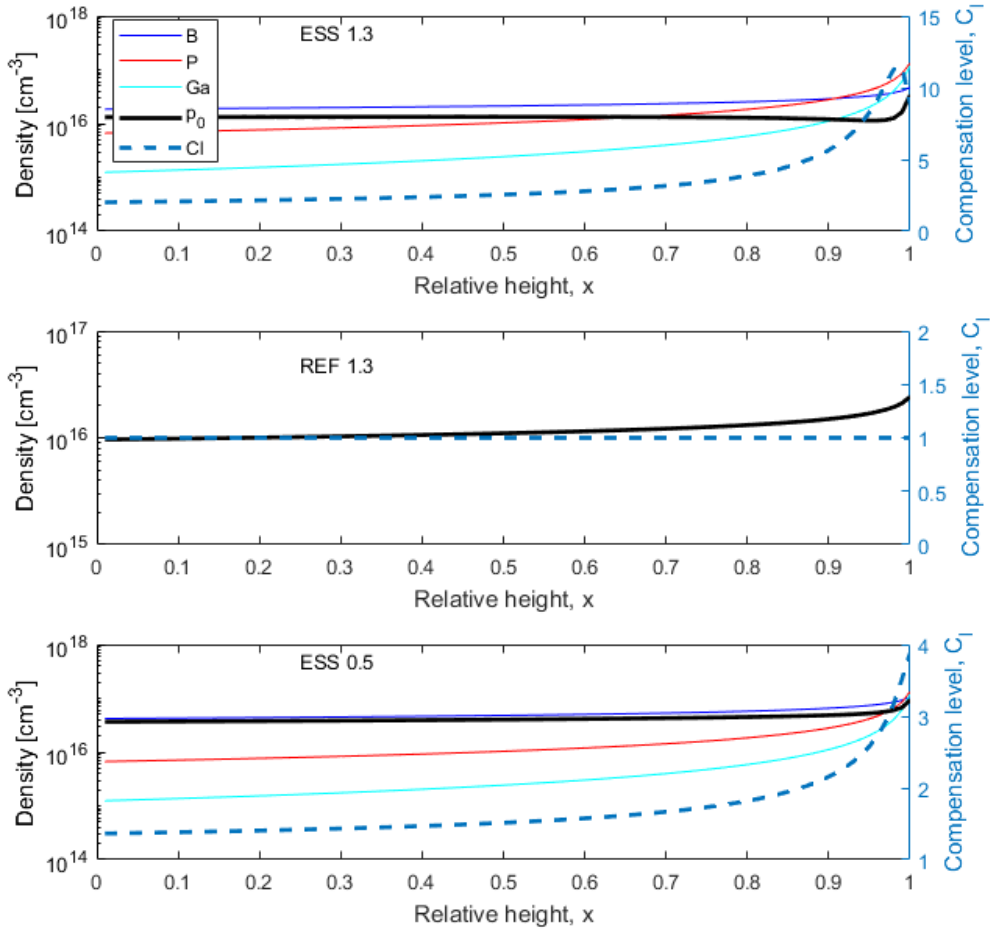 ESS 1.3
B
P
Ga
p0
CI
10^18
10^16
10^14
Density [cm^-3]
15
10
5
0
Compensation level, C_I
0 0.1 0.2 0.3 0.4 0.5 0.6 0.7 0.8 0.9 1
Relative height, x
REF 1.3
10^17
10^16
10^15
Density [cm^-3]
2
1.5
1
0.5
0
Compensation level, C_I
0 0.1 0.2 0.3 0.4 0.5 0.6 0.7 0.8 0.9 1
Relative height, x
ESS 0.5
10^18
10^16
10^14
Density [cm^-3]
4
3
2
1
Compensation level, C_I
0 0.1 0.2 0.3 0.4 0.5 0.6 0.7 0.8 0.9 1
Relative height, x